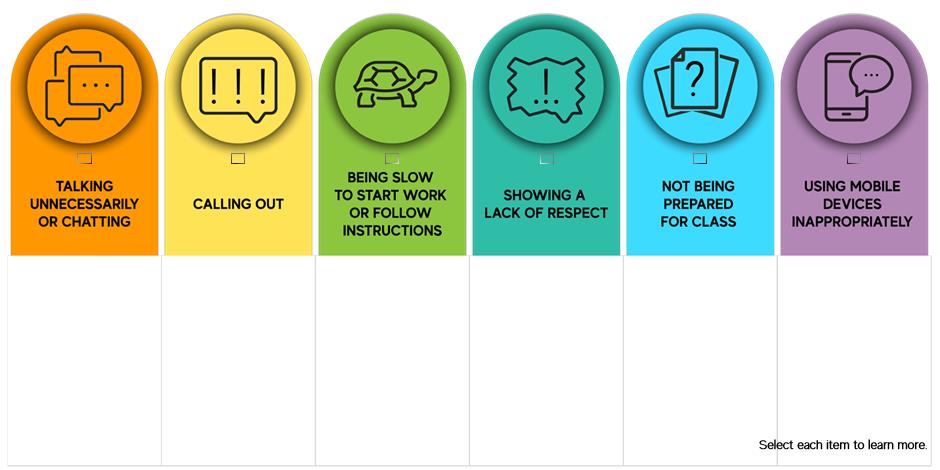 TALKING
UNNECESSARILY
OR CHATTING
CALLING OUT
BEING SLOW
TO START WORK
OR FOLLOW
INSTRUCTIONS
SHOWING A
LACK OF RESPECT
NOT BEING
PREPARED
FOR CLASS
USING MOBILE
DEVICES
INAPPROPRIATELY
Select each item to learn more.